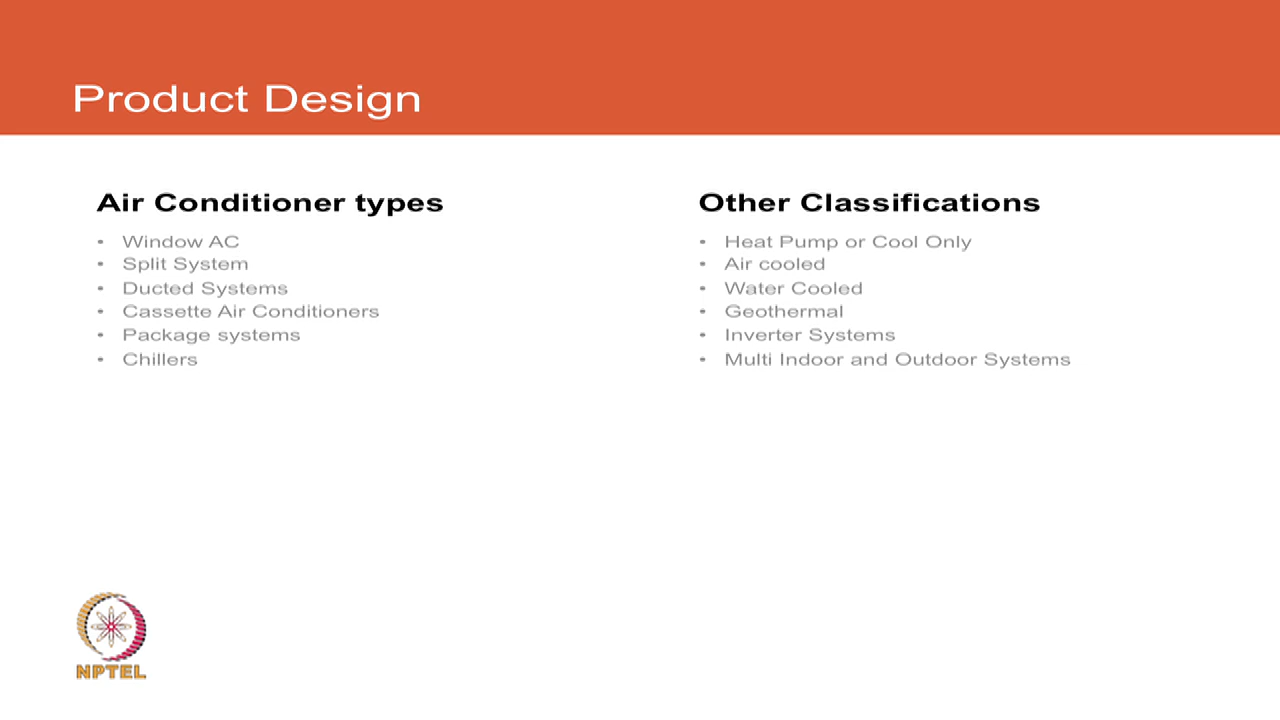 Product Design
Air Conditioner types
• Window AC
• Split System
• Ducted Systems
• Cassette Air Conditioners
• Package systems
• Chillers
Other Classifications
• Heat Pump or Cool Only
• Air cooled
• Water Cooled
• Geothermal
• Inverter Systems
• Multi Indoor and Outdoor Systems
NPTEL